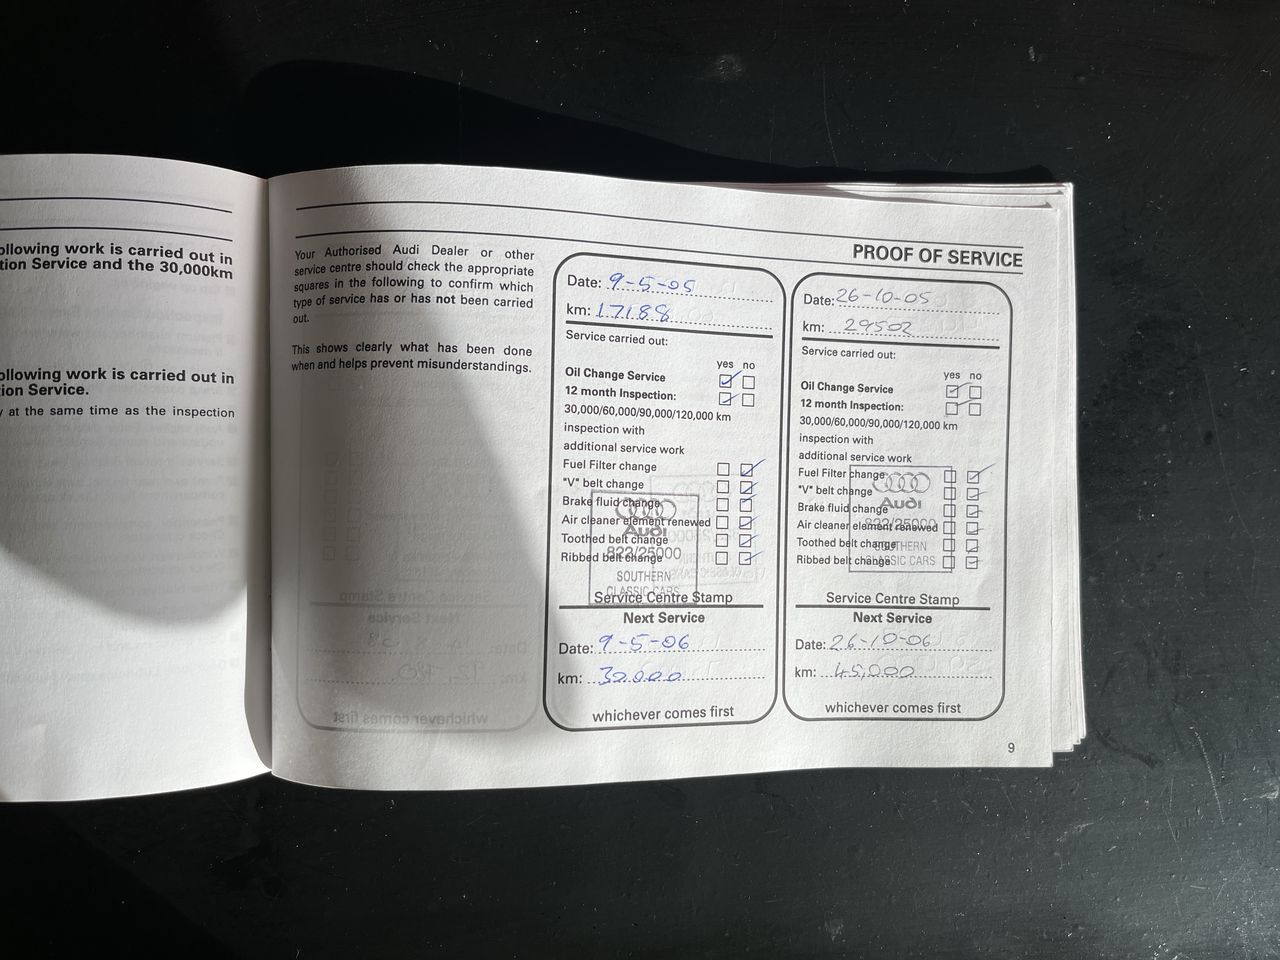 ollowing work is carried out in
tion Service and the 30,000km
ollowing work is carried out in
ion Service.
y at the same time as the inspection
Your Authorised Audi Dealer or other
service centre should check the appropriate
squares in the following to confirm which
type of service has or has not been carried
out.
This shows clearly what has been done
when and helps prevent misunderstandings.
PROOF OF SERVICE
Date: 9-5-05
km: 17188
Service carried out:
yes no
Oil Change Service
12 month Inspection:
30,000/60,000/90,000/120,000 km
inspection with
additional service work
Fuel Filter change
"V" belt change
Brake fluid change
Air cleaner element renewed
Toothed belt change
Ribbed belt change
Audi
823/25000
SOUTHERN
CLASSIC CARS
Service Centre Stamp
Next Service
Date: 9-5-06
km: 30.000
whichever comes first
Date: 26-10-05
km: 29502
Service carried out:
yes no
Oil Change Service
12 month Inspection:
30,000/60,000/90,000/120,000 km
inspection with
additional service work
Fuel Filter change
"V" belt change
Brake fluid change
Air cleaner element renewed
Toothed belt change
Ribbed belt change
Audi
823/25000
SOUTHERN
CLASSIC CARS
Service Centre Stamp
Next Service
Date: 26-10-06
km: 45,000
whichever comes first
9